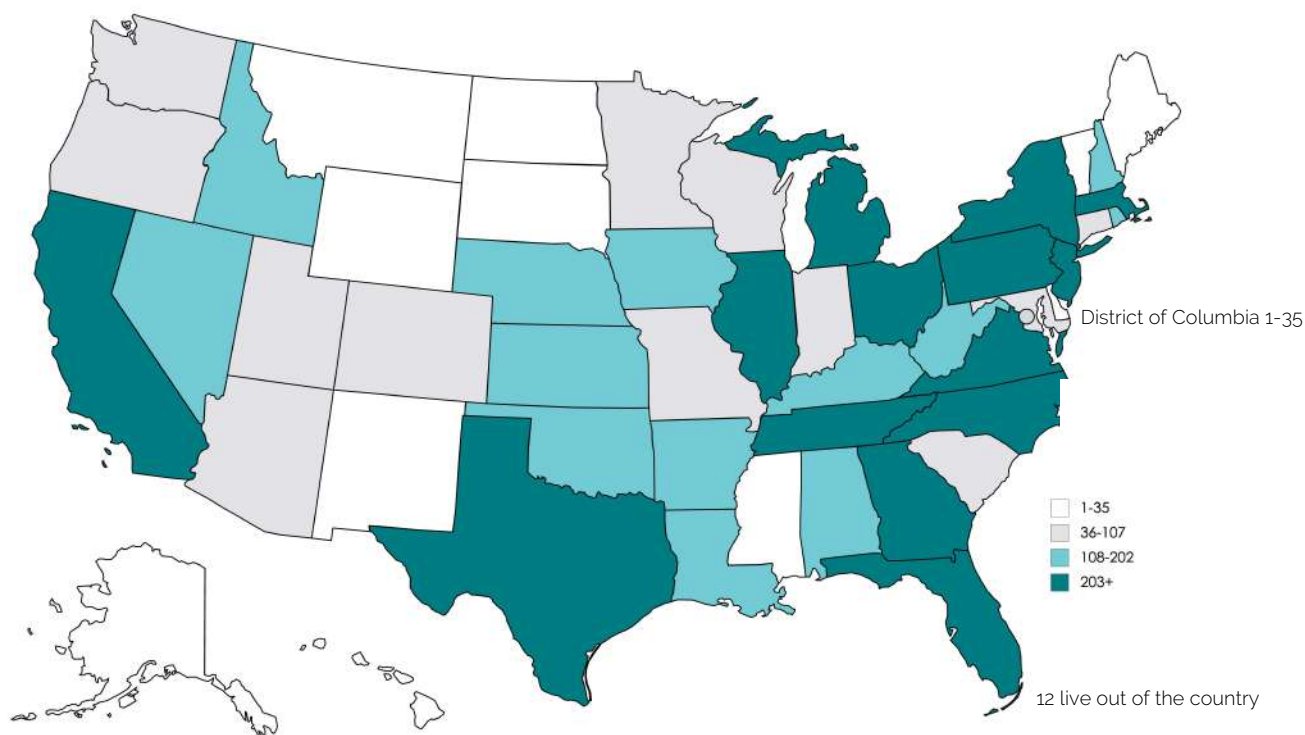 District of Columbia 1-35
1-35
36-107
108-202
203+
12 live out of the country